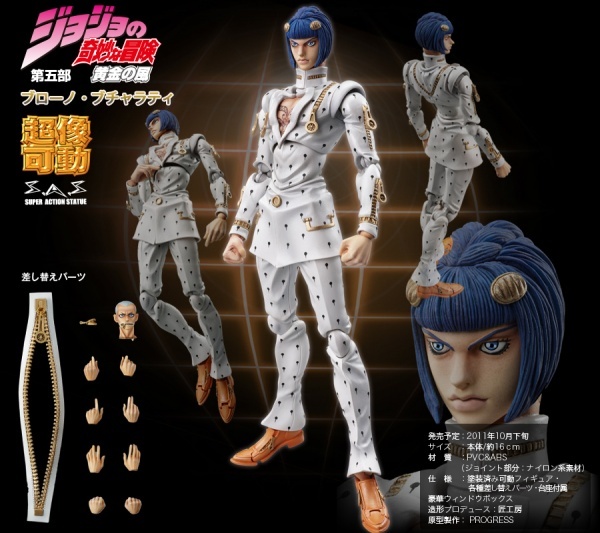 ジョジョの
奇妙な冒険
第五部
黄金の風
ブローノ・ブチャラティ
超像
可動
S.A.S
SUPER ACTION STATUE
差し替えパーツ
発売予定：2011年10月下旬
サイズ：本体/約16cm
材質：PVC&ABS
（ジョイント部分：ナイロン系素材）
仕様：塗装済み可動フィギュア・
各種差し替えパーツ・台座付属
豪華ウィンドウボックス
造形プロデュース：匠工房
原型製作：PROGRESS